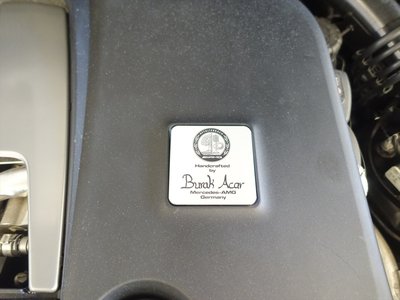 Handcrafted
by
Burak Acar
Mercedes-AMG
Germany